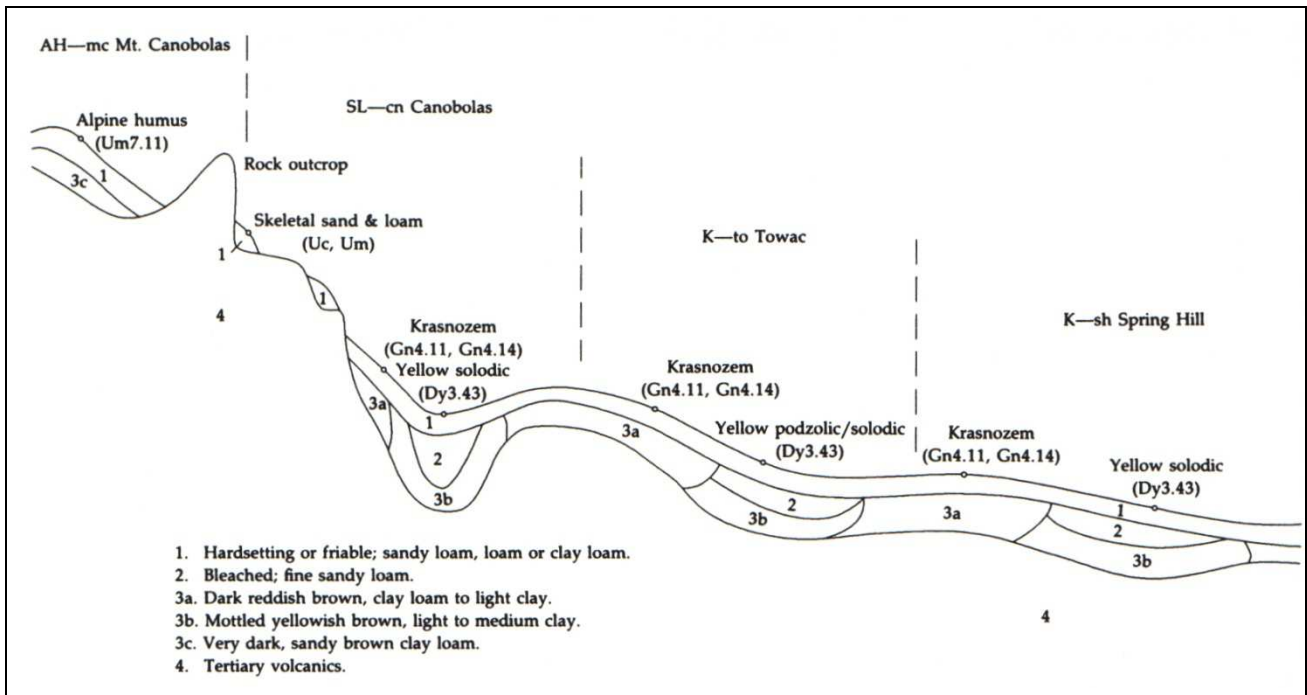 AH—mc Mt. Canobolas
SL—cn Canobolas
Alpine humus
(Um7.11)
Rock outcrop
3c
1
Skeletal sand & loam
(Uc, Um)
1
K—to Towac
4
1
K—sh Spring Hill
Krasnozem
(Gn4.11, Gn4.14)
Yellow solodic
(Dy3.43)
3a
1
2
3b
Krasnozem
(Gn4.11, Gn4.14)
3a
Yellow podzolic/solodic
(Dy3.43)
2
3b
Krasnozem
(Gn4.11, Gn4.14)
3a
Yellow solodic
(Dy3.43)
1
2
3b
4
1. Hardsetting or friable; sandy loam, loam or clay loam.
2. Bleached; fine sandy loam.
3a. Dark reddish brown, clay loam to light clay.
3b. Mottled yellowish brown, light to medium clay.
3c. Very dark, sandy brown clay loam.
4. Tertiary volcanics.